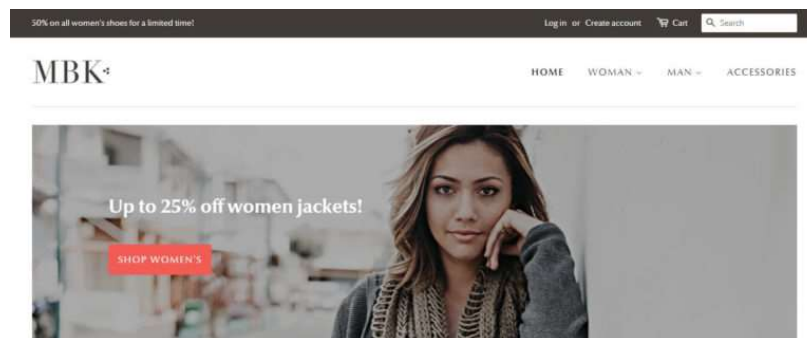 50% on all women's shoes for a limited time!
Log in or Create account Cart Search
MBK
HOME WOMAN MAN ACCESSORIES
Up to 25% off women jackets!
SHOP WOMEN'S